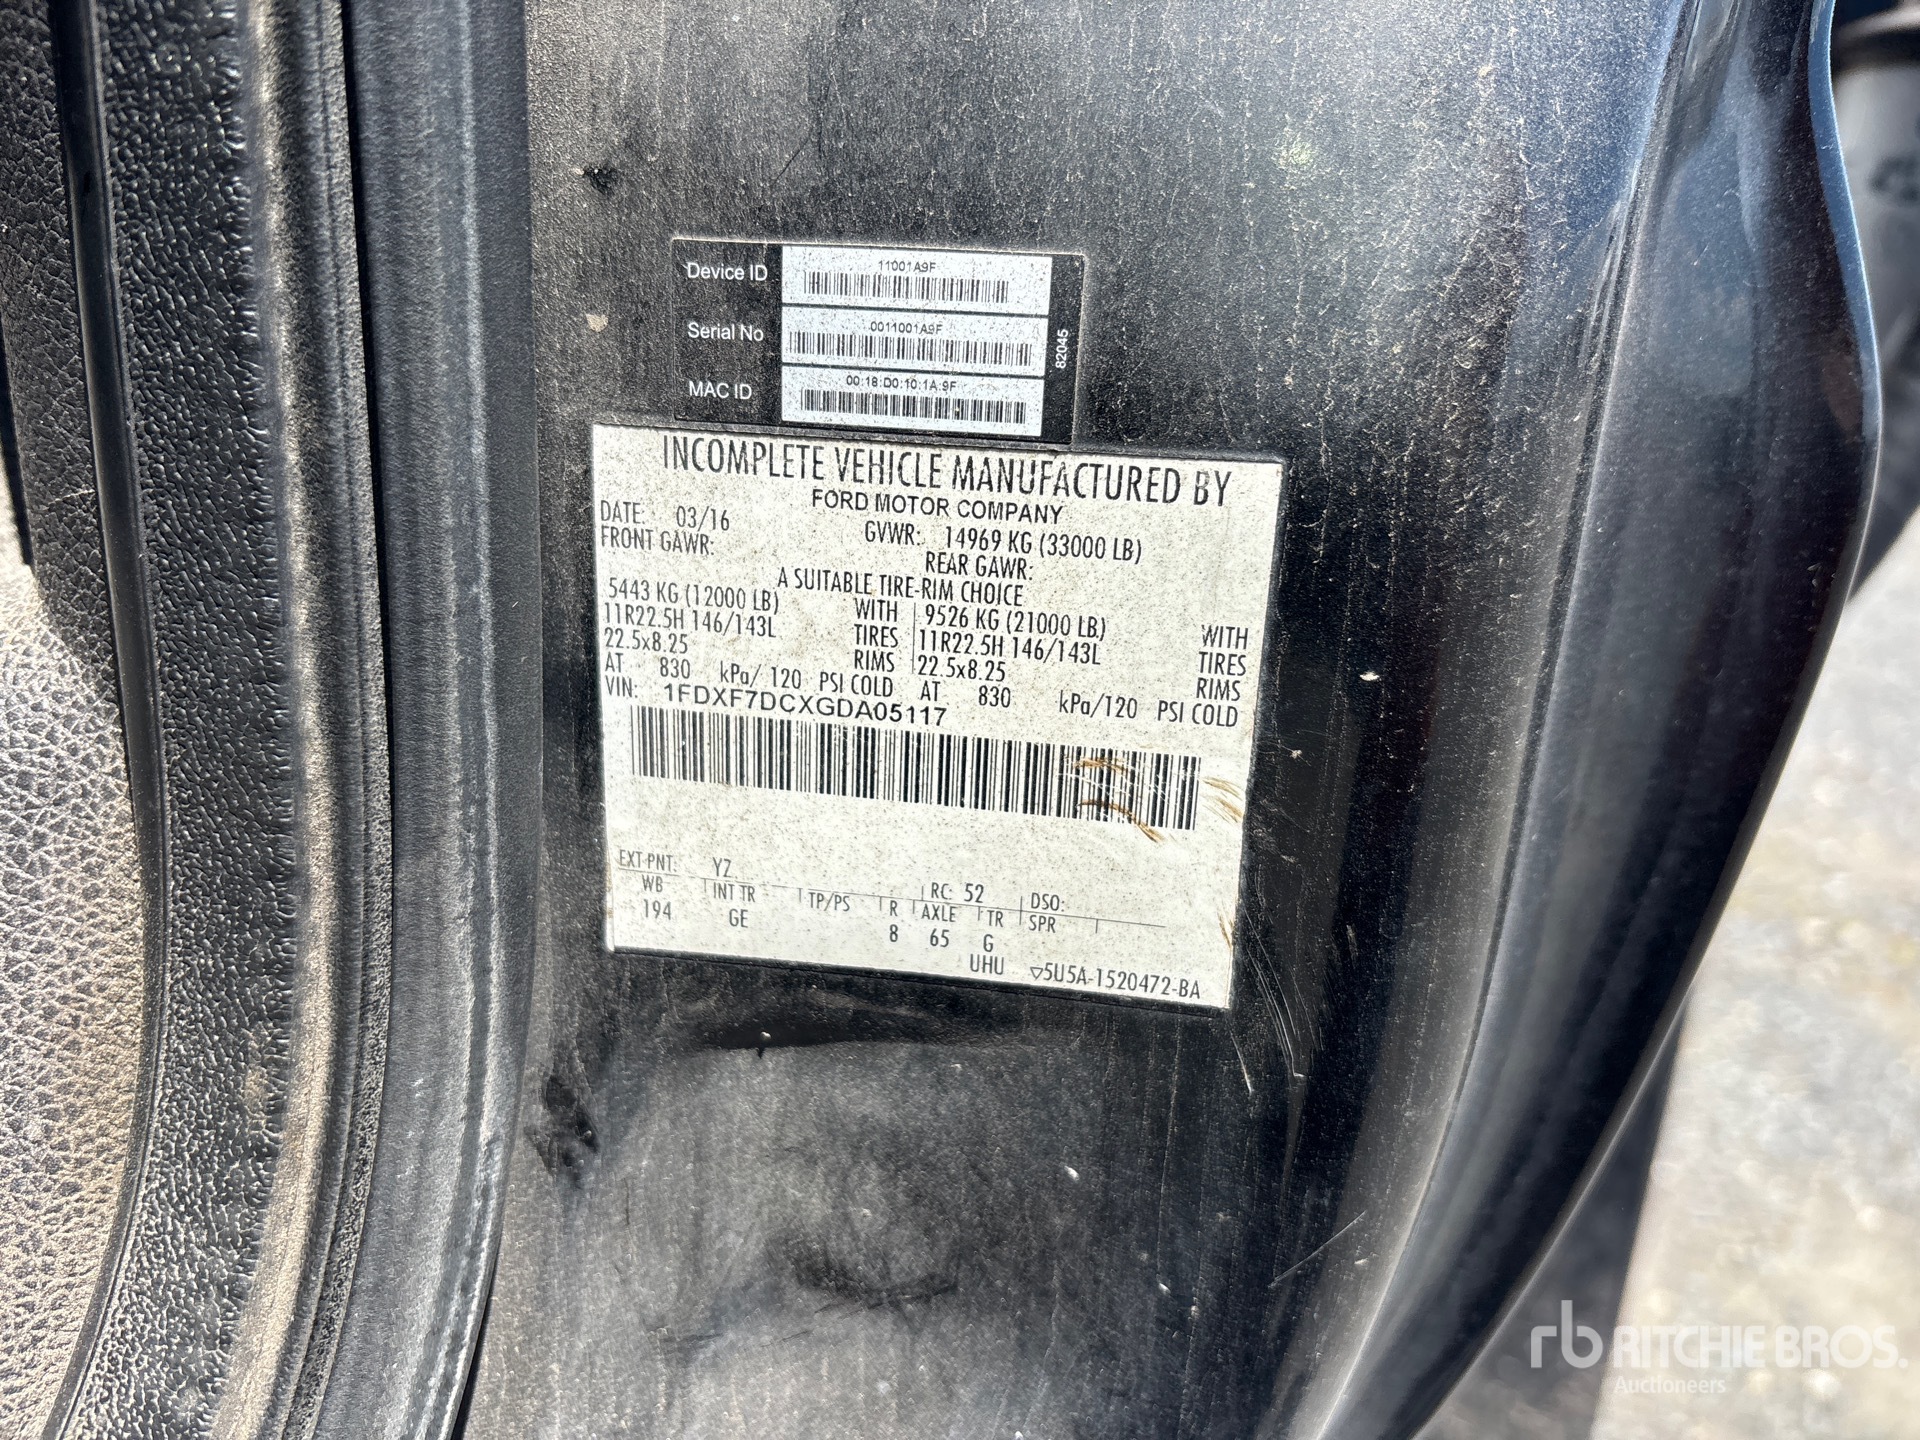 Device ID 11001A9F
Serial No 0011001A9F
MAC ID 00:18:D0:10:1A:9F
82045
INCOMPLETE VEHICLE MANUFACTURED BY
FORD MOTOR COMPANY
DATE: 03/16 GVWR: 14969 KG (33000 LB)
FRONT GAWR: REAR GAWR:
A SUITABLE TIRE-RIM CHOICE
5443 KG (12000 LB) WITH 9526 KG (21000 LB) WITH
11R22.5H 146/143L TIRES 11R22.5H 146/143L TIRES
22.5x8.25 RIMS 22.5x8.25 RIMS
AT 830 kPa/ 120 PSI COLD AT 830 kPa/120 PSI COLD
VIN: 1FDXF7DCXGDA05117
EXT PNT: YZ RC: 52 DSO:
WB INT TR TP/PS R AXLE TR SPR
194 GE 8 65 G
UHU ▽5U5A-1520472-BA
rb RITCHIE BROS.
Auctioneers